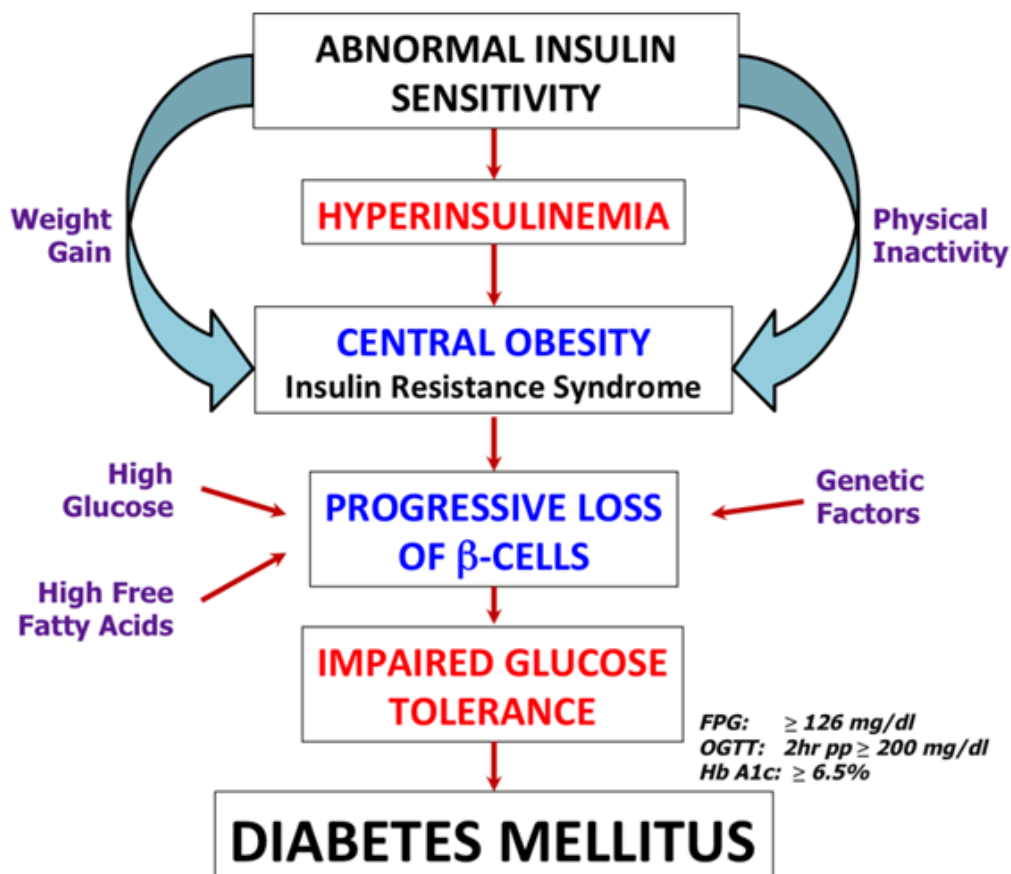 ABNORMAL INSULIN
SENSITIVITY
Weight
Gain
HYPERINSULINEMIA
Physical
Inactivity
CENTRAL OBESITY
Insulin Resistance Syndrome
High
Glucose
PROGRESSIVE LOSS
OF β-CELLS
Genetic
Factors
High Free
Fatty Acids
IMPAIRED GLUCOSE
TOLERANCE
FPG: ≥ 126 mg/dl
OGTT: 2hr pp ≥ 200 mg/dl
Hb A1c: ≥ 6.5%
DIABETES MELLITUS